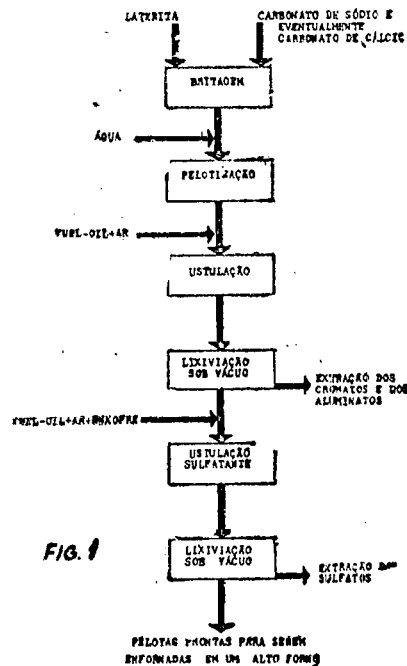 LATERITA
CARBONATO DE SÓDIO E
EVENTUALMENTE
CARBONATO DE CÁLCIO
BRITAGEM
ÁGUA
PELOTIZAÇÃO
FUEL-OIL+AR
USTULAÇÃO
LIXIVIAÇÃO
SOB VÁCUO
EXTRAÇÃO DOS
CROMATOS E DOS
ALUMINATOS
FUEL-OIL+AR+ENXOFRE
USTULAÇÃO
SULFATANTE
FIG. 1
LIXIVIAÇÃO
SOB VÁCUO
EXTRAÇÃO DOS
SULFATOS
PÉLOTAS PRONTAS PARA SEREM
ENFORNADAS EM UM ALTO FORNO